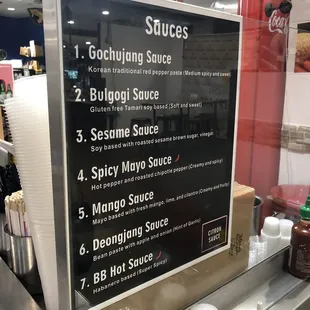 Sauces
1. Gochujang Sauce
Korean traditional red pepper paste (Medium spicy and sweet)
2. Bulgogi Sauce
Gluten free Tamari soy based (Soft and sweet)
3. Sesame Sauce
Soy based with roasted sesame brown sugar, vinegar
4. Spicy Mayo Sauce
Hot pepper and roasted chipotle pepper (Creamy and spicy)
5. Mango Sauce
Mayo based with fresh mango, lime, and cilantro (Creamy and fruity)
6. Deongjang Sauce
Bean paste with apple and onion (Hint of Garlic)
7. BB Hot Sauce
Habanero based (Super Spicy)
CITRON
SAUCE